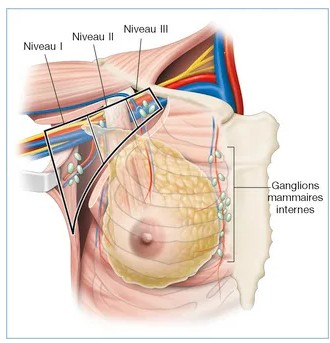 Niveau III
Niveau II
Niveau I
Ganglions
mammaires
internes